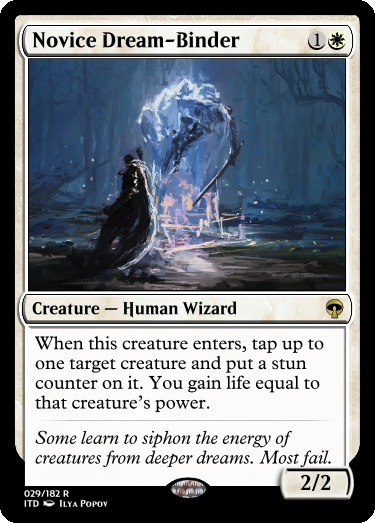 Novice Dream-Binder 1
Creature — Human Wizard
When this creature enters, tap up to
one target creature and put a stun
counter on it. You gain life equal to
that creature's power.
Some learn to siphon the energy of
creatures from deeper dreams. Most fail.
2/2
029/182 R
ITD Ilya Popov